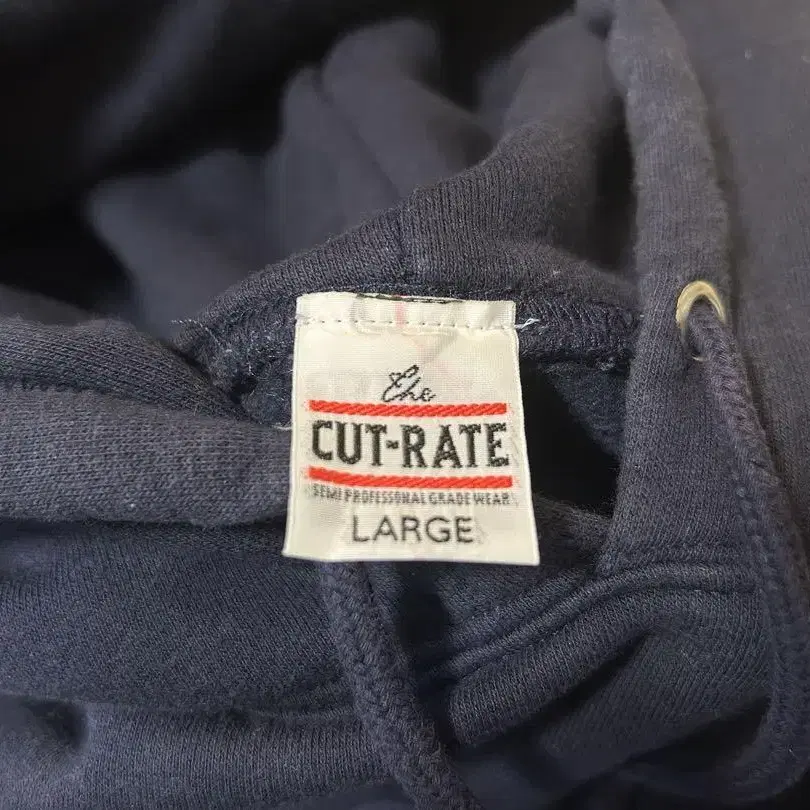 The
CUT-RATE
SEMI PROFESSIONAL GRADE WEAR
LARGE